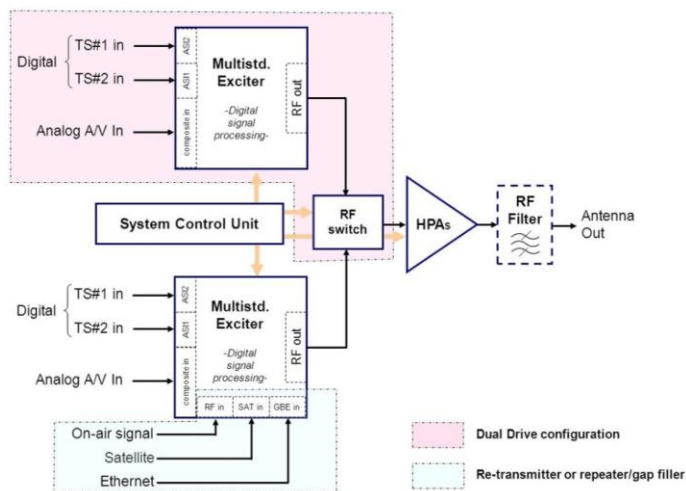 Digital
TS#1 in
TS#2 in
Analog A/V In
ASI2
ASI1
composite in
Multistd.
Exciter
-Digital
signal
processing-
RF out
System Control Unit
RF
switch
HPAs
RF
Filter
Antenna
Out
Digital
TS#1 in
TS#2 in
Analog A/V In
ASI2
ASI1
composite in
Multistd.
Exciter
-Digital
signal
processing-
RF out
RF in
SAT in
GBE in
On-air signal
Satellite
Ethernet
Dual Drive configuration
Re-transmitter or repeater/gap filler